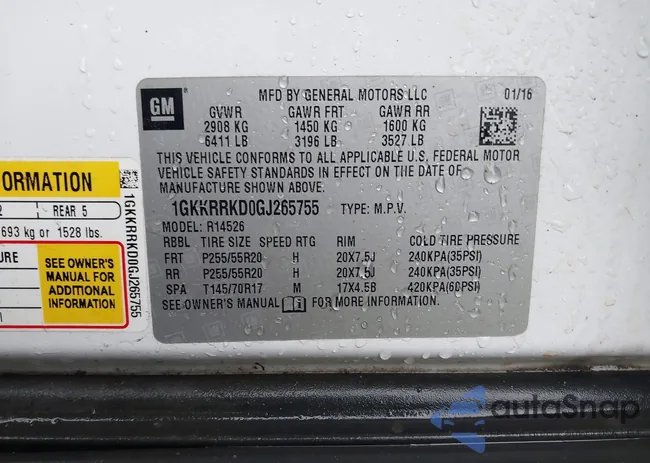 GM
MFD BY GENERAL MOTORS LLC 01/16
GVWR GAWR FRT GAWR RR
2908 KG 1450 KG 1600 KG
6411 LB 3196 LB 3527 LB
THIS VEHICLE CONFORMS TO ALL APPLICABLE U.S. FEDERAL MOTOR
VEHICLE SAFETY STANDARDS IN EFFECT ON THE DATE OF
MANUFACTURE SHOWN ABOVE.
1GKKRRKD0GJ265755 TYPE: M.P.V.
MODEL: R14526
RBBL TIRE SIZE SPEED RTG RIM COLD TIRE PRESSURE
FRT P255/55R20 H 20X7.5J 240KPA(35PSI)
RR P255/55R20 H 20X7.5J 240KPA(35PSI)
SPA T145/70R17 M 17X4.5B 420KPA(60PSI)
SEE OWNER'S MANUAL FOR MORE INFORMATION.
ORMATION
2 REAR 5
693 kg or 1528 lbs.
URE
SEE OWNER'S
MANUAL FOR
ADDITIONAL
INFORMATION
1GKKRRKD0GJ265755
autoSnap